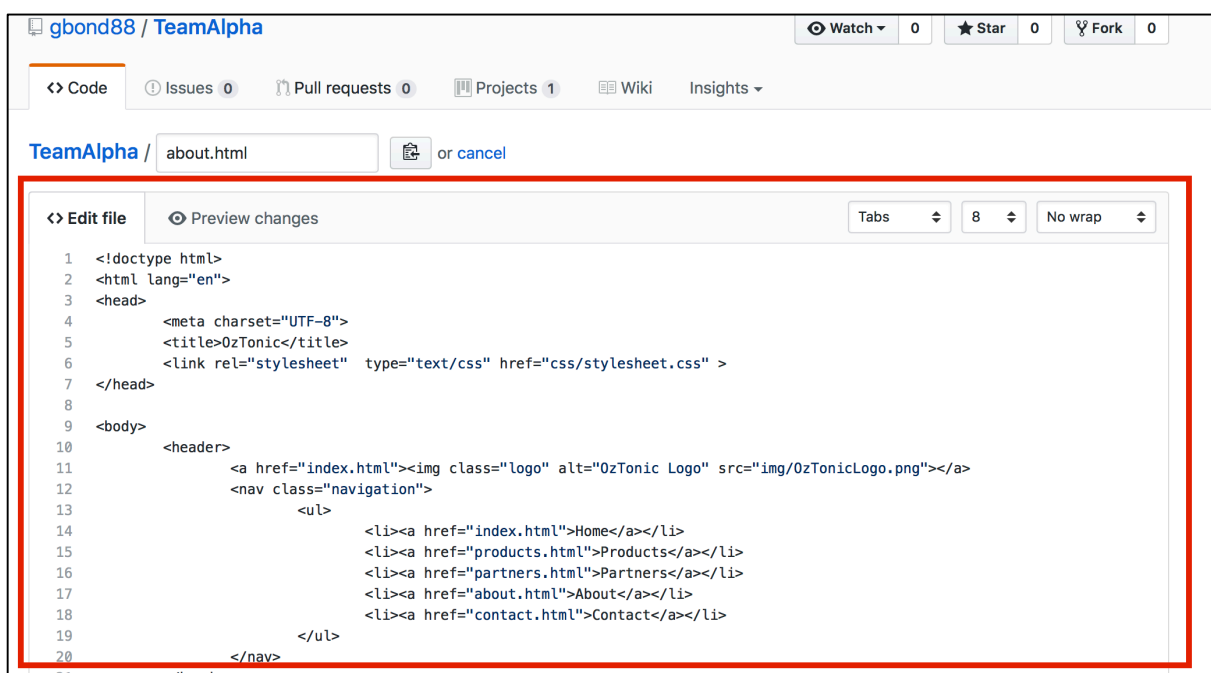 gbond88 / TeamAlpha Watch 0 Star 0 Fork 0
<> Code Issues 0 Pull requests 0 Projects 1 Wiki Insights
TeamAlpha / about.html or cancel
<> Edit file Preview changes Tabs 8 No wrap
1 <!doctype html>
2 <html lang="en">
3 <head>
4 <meta charset="UTF-8">
5 <title>OzTonic</title>
6 <link rel="stylesheet"  type="text/css" href="css/stylesheet.css" >
7 </head>
8
9 <body>
10 <header>
11 <a href="index.html"><img class="logo" alt="OzTonic Logo" src="img/OzTonicLogo.png"></a>
12 <nav class="navigation">
13 <ul>
14 <li><a href="index.html">Home</a></li>
15 <li><a href="products.html">Products</a></li>
16 <li><a href="partners.html">Partners</a></li>
17 <li><a href="about.html">About</a></li>
18 <li><a href="contact.html">Contact</a></li>
19 </ul>
20 </nav>